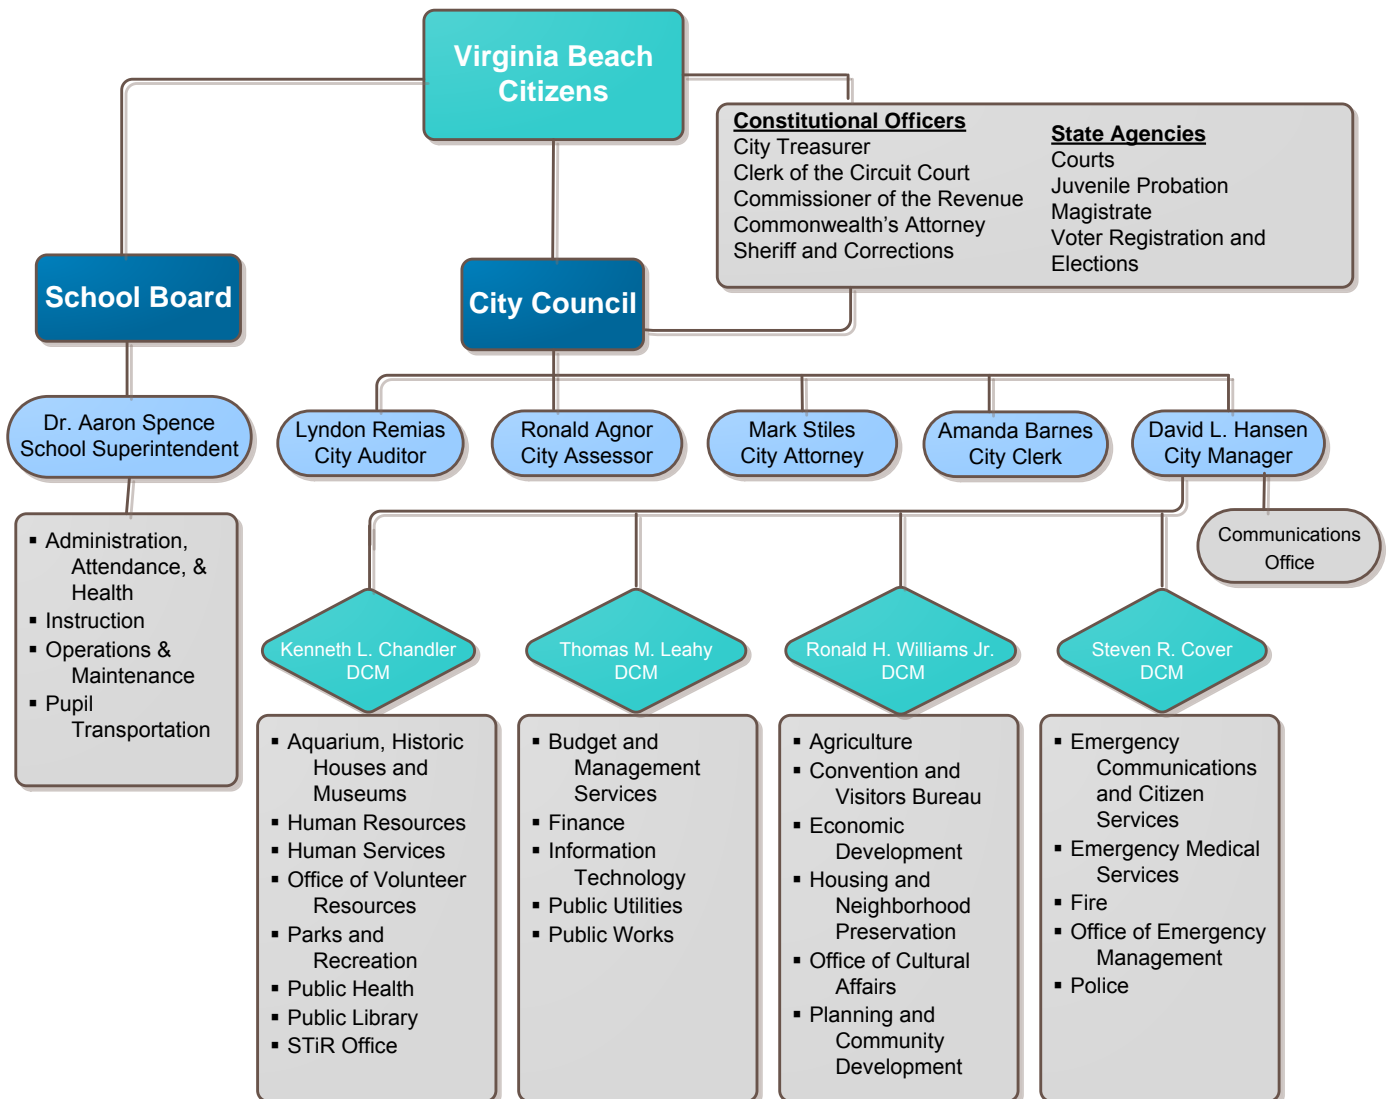 Virginia Beach
Citizens
Constitutional Officers
City Treasurer
Clerk of the Circuit Court
Commissioner of the Revenue
Commonwealth’s Attorney
Sheriff and Corrections
State Agencies
Courts
Juvenile Probation
Magistrate
Voter Registration and
Elections
School Board
City Council
Dr. Aaron Spence
School Superintendent
Lyndon Remias
City Auditor
Ronald Agnor
City Assessor
Mark Stiles
City Attorney
Amanda Barnes
City Clerk
David L. Hansen
City Manager
Communications
Office
▪ Administration,
Attendance, &
Health
▪ Instruction
▪ Operations &
Maintenance
▪ Pupil
Transportation
Kenneth L. Chandler
DCM
Thomas M. Leahy
DCM
Ronald H. Williams Jr.
DCM
Steven R. Cover
DCM
▪ Aquarium, Historic
Houses and
Museums
▪ Human Resources
▪ Human Services
▪ Office of Volunteer
Resources
▪ Parks and
Recreation
▪ Public Health
▪ Public Library
▪ STiR Office
▪ Budget and
Management
Services
▪ Finance
▪ Information
Technology
▪ Public Utilities
▪ Public Works
▪ Agriculture
▪ Convention and
Visitors Bureau
▪ Economic
Development
▪ Housing and
Neighborhood
Preservation
▪ Office of Cultural
Affairs
▪ Planning and
Community
Development
▪ Emergency
Communications
and Citizen
Services
▪ Emergency Medical
Services
▪ Fire
▪ Office of Emergency
Management
▪ Police